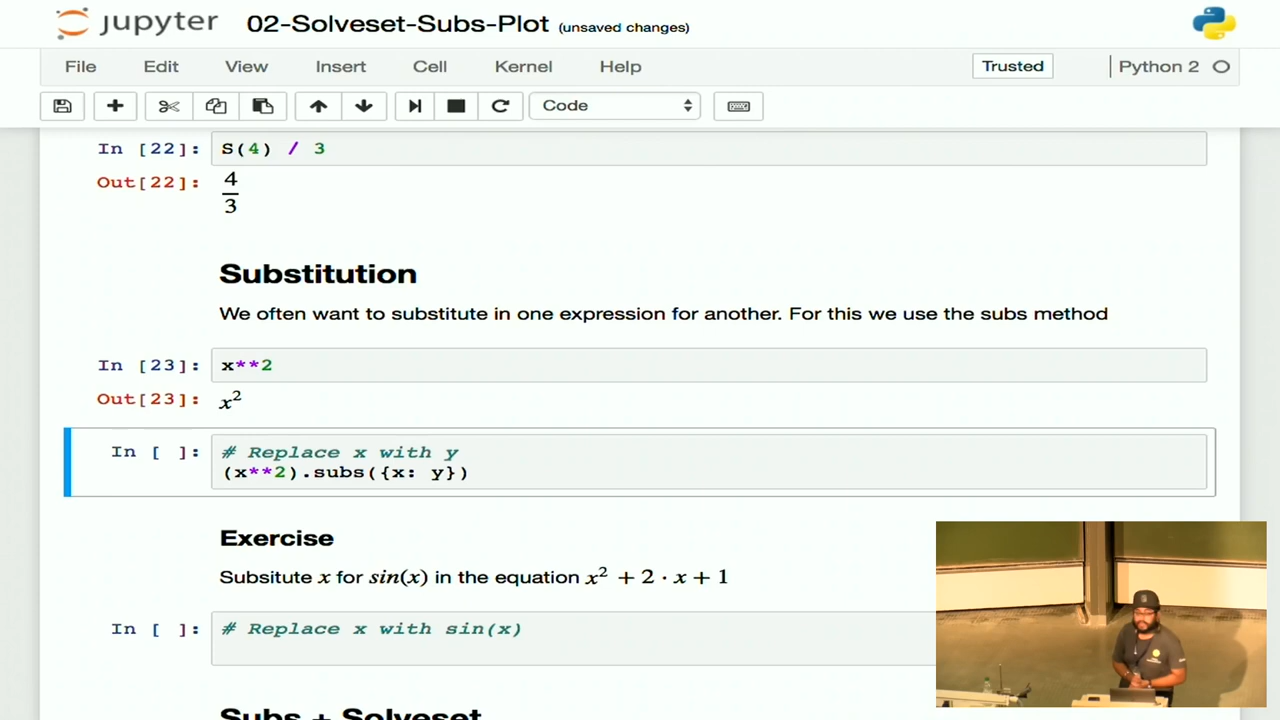 jupyter 02-Solveset-Subs-Plot (unsaved changes)
File Edit View Insert Cell Kernel Help Trusted Python 2
Code
In [22]: S(4) / 3
Out[22]: 4
3
Substitution
We often want to substitute in one expression for another. For this we use the subs method
In [23]: x**2
Out[23]: x²
In [ ]: # Replace x with y
(x**2).subs({x: y})
Exercise
Subsitute x for sin(x) in the equation x² + 2 · x + 1
In [ ]: # Replace x with sin(x)
Subs + Solveset